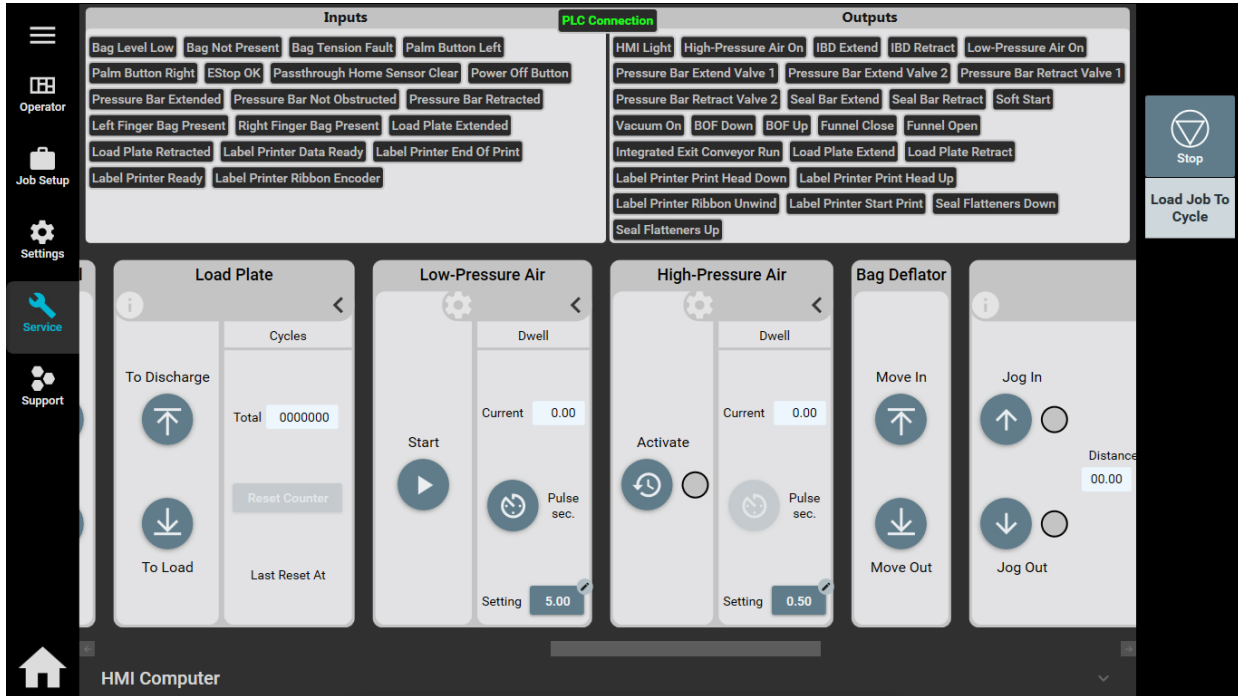 Inputs
PLC Connection
Outputs
Bag Level Low Bag Not Present Bag Tension Fault Palm Button Left
Palm Button Right EStop OK Passthrough Home Sensor Clear Power Off Button
Pressure Bar Extended Pressure Bar Not Obstructed Pressure Bar Retracted
Left Finger Bag Present Right Finger Bag Present Load Plate Extended
Load Plate Retracted Label Printer Data Ready Label Printer End Of Print
Label Printer Ready Label Printer Ribbon Encoder
HMI Light High-Pressure Air On IBD Extend IBD Retract Low-Pressure Air On
Pressure Bar Extend Valve 1 Pressure Bar Extend Valve 2 Pressure Bar Retract Valve 1
Pressure Bar Retract Valve 2 Seal Bar Extend Seal Bar Retract Soft Start
Vacuum On BOF Down BOF Up Funnel Close Funnel Open
Integrated Exit Conveyor Run Load Plate Extend Load Plate Retract
Label Printer Print Head Down Label Printer Print Head Up
Label Printer Ribbon Unwind Label Printer Start Print Seal Flatteners Down
Seal Flatteners Up
Operator
Job Setup
Settings
Service
Support
Stop
Load Job To
Cycle
Load Plate
To Discharge
To Load
Cycles
Total 0000000
Reset Counter
Last Reset At
Low-Pressure Air
Start
Dwell
Current 0.00
Pulse
sec.
Setting 5.00
High-Pressure Air
Activate
Dwell
Current 0.00
Pulse
sec.
Setting 0.50
Bag Deflator
Move In
Move Out
Jog In
Distance
00.00
Jog Out
HMI Computer